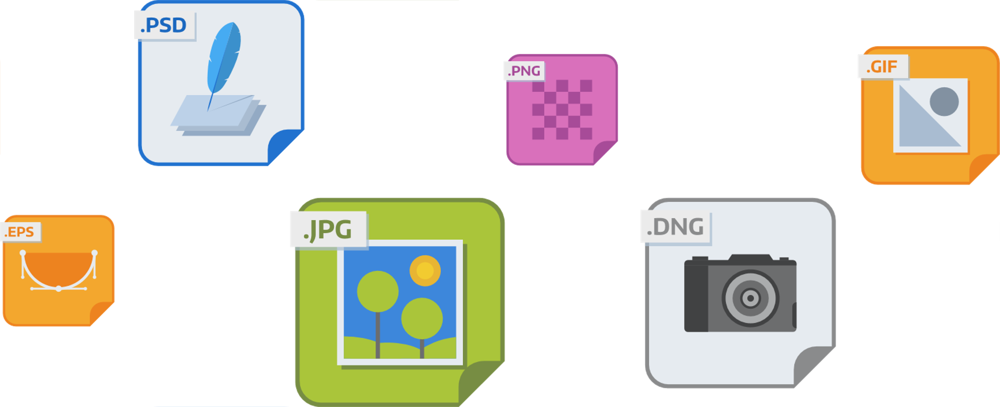 .PSD
.PNG
.GIF
.EPS
.JPG
.DNG